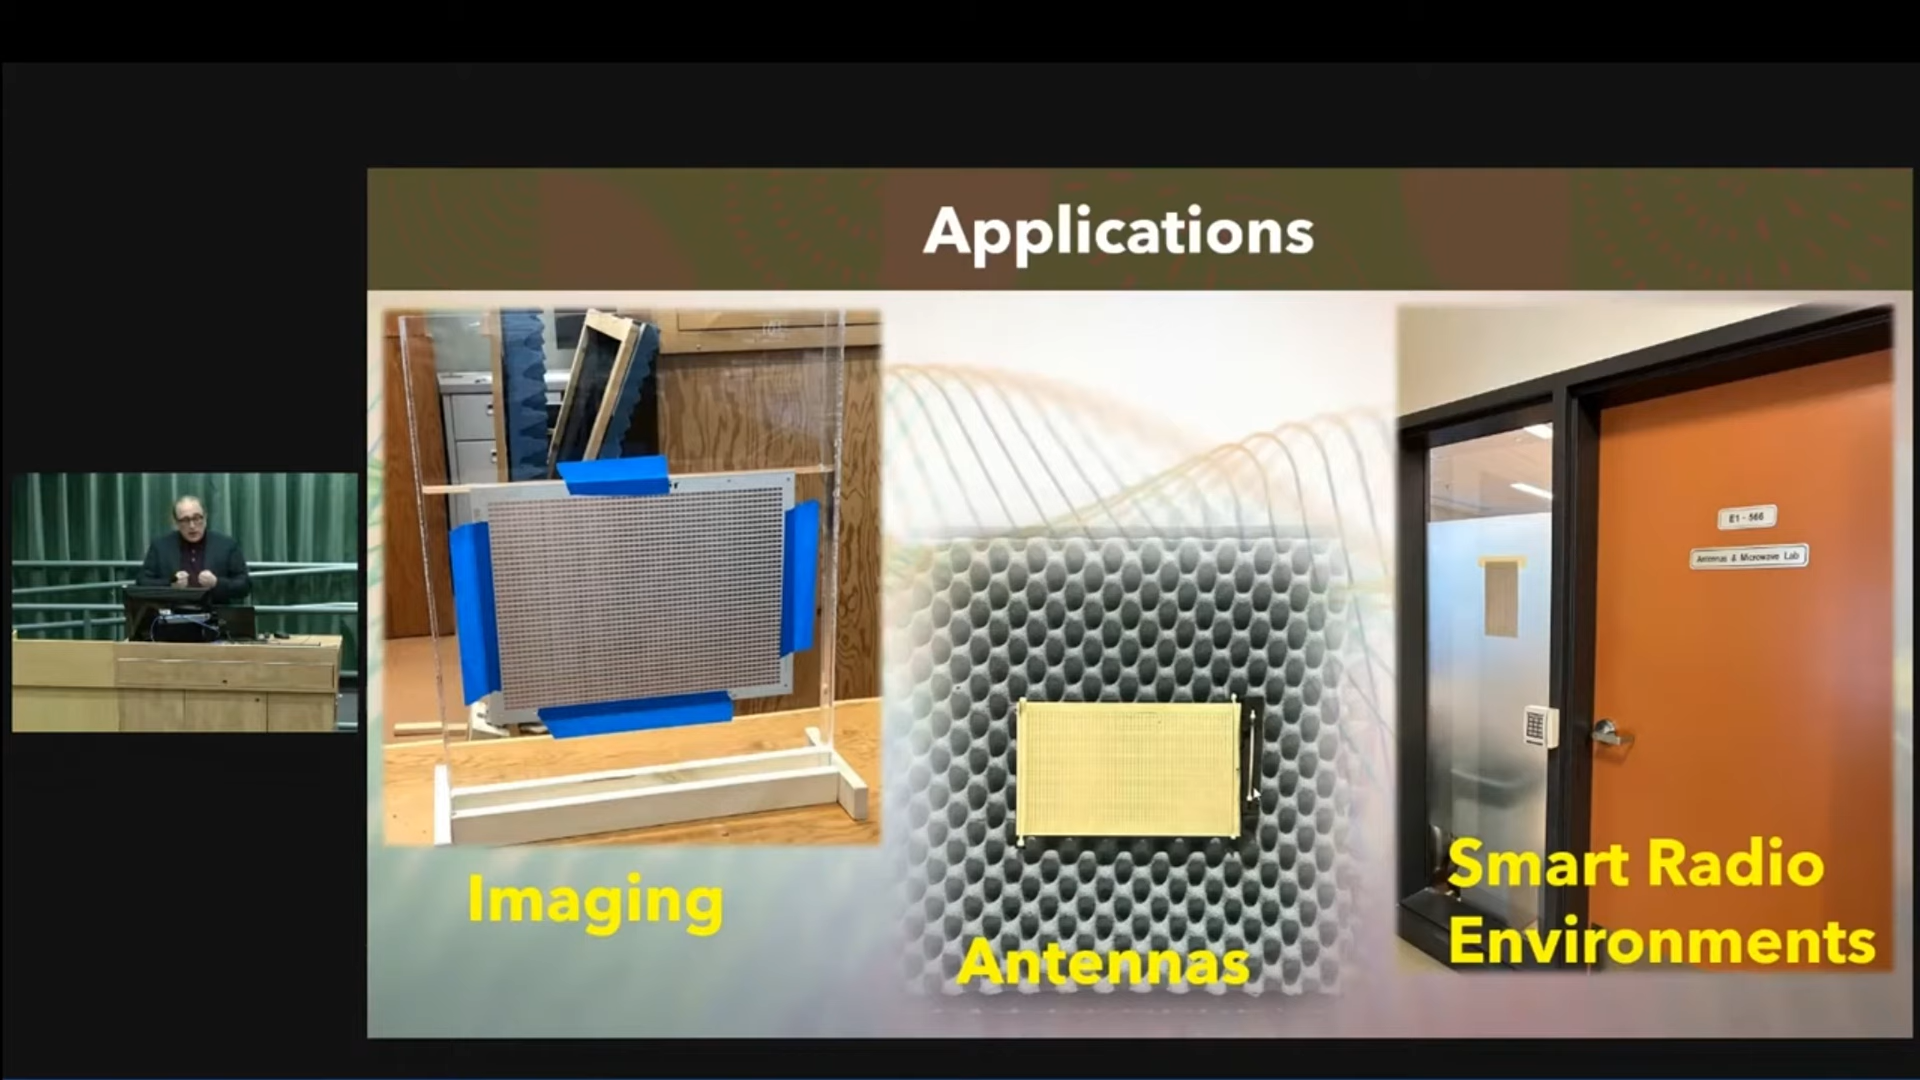 Applications
Imaging
Antennas
E1-566
Antennas & Microwave Lab
Smart Radio
Environments